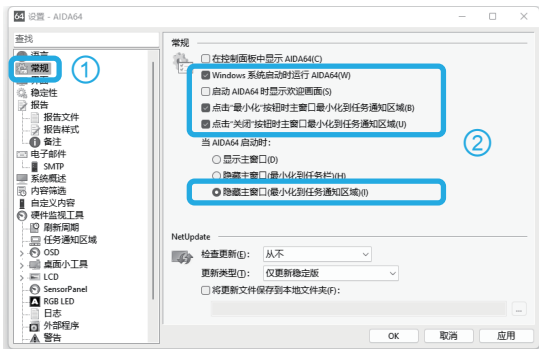 64 设置 - AIDA64
查找
语言
常规
①
界面
稳定性
报告
报告文件
报告样式
备注
电子邮件
SMTP
系统概述
内容筛选
自定义内容
硬件监视工具
刷新周期
任务通知区域
OSD
桌面小工具
LCD
SensorPanel
RGB LED
日志
外部程序
警告
常规
在控制面板中显示 AIDA64(C)
Windows 系统启动时运行 AIDA64(W)
启动 AIDA64 时显示欢迎画面(S)
点击"最小化"按钮时主窗口最小化到任务通知区域(B)
点击"关闭"按钮时主窗口最小化到任务通知区域(U)
②
当 AIDA64 启动时:
显示主窗口(D)
隐藏主窗口(最小化到任务栏)(H)
隐藏主窗口(最小化到任务通知区域)(I)
NetUpdate
检查更新(E): 从不
更新类型(T): 仅更新稳定版
将更新文件保存到本地文件夹(F):
...
OK 取消 应用